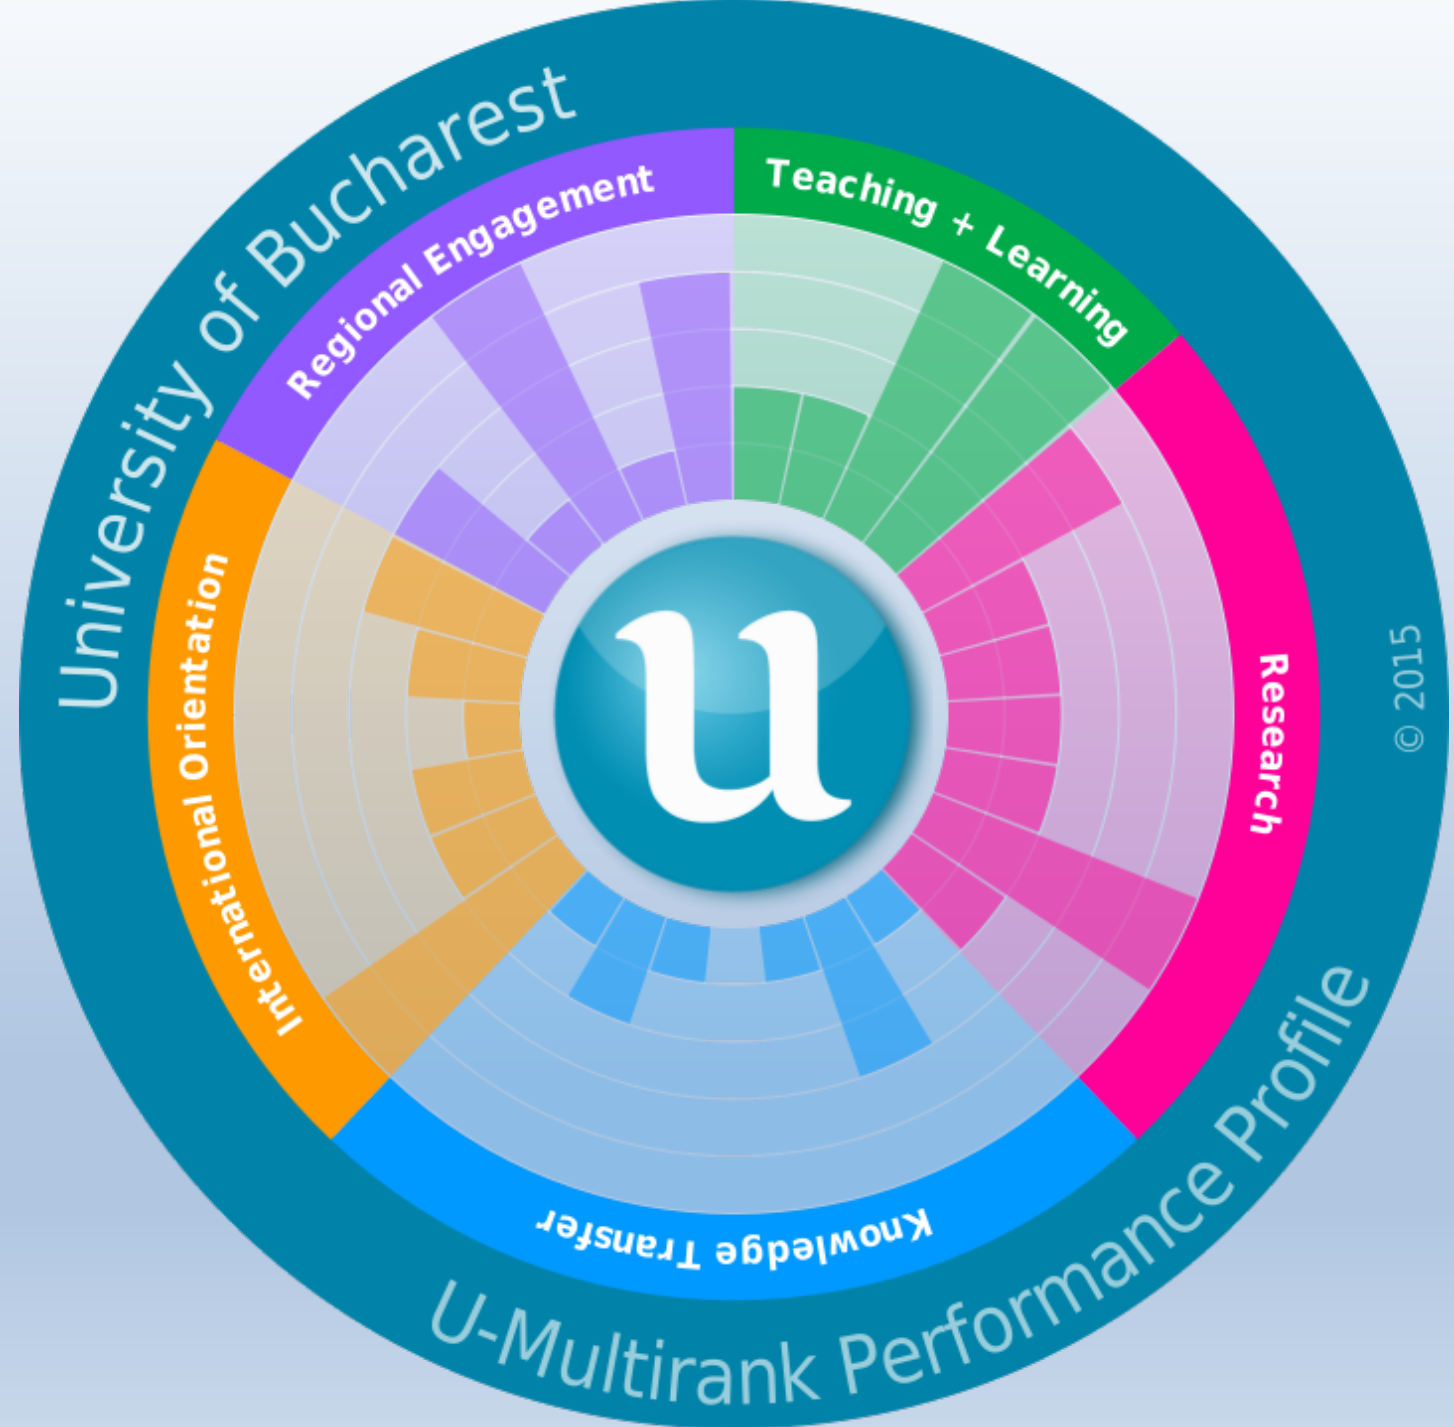 University of Bucharest
Regional Engagement
Teaching + Learning
Research
Knowledge Transfer
International Orientation
u
© 2015
U-Multirank Performance Profile